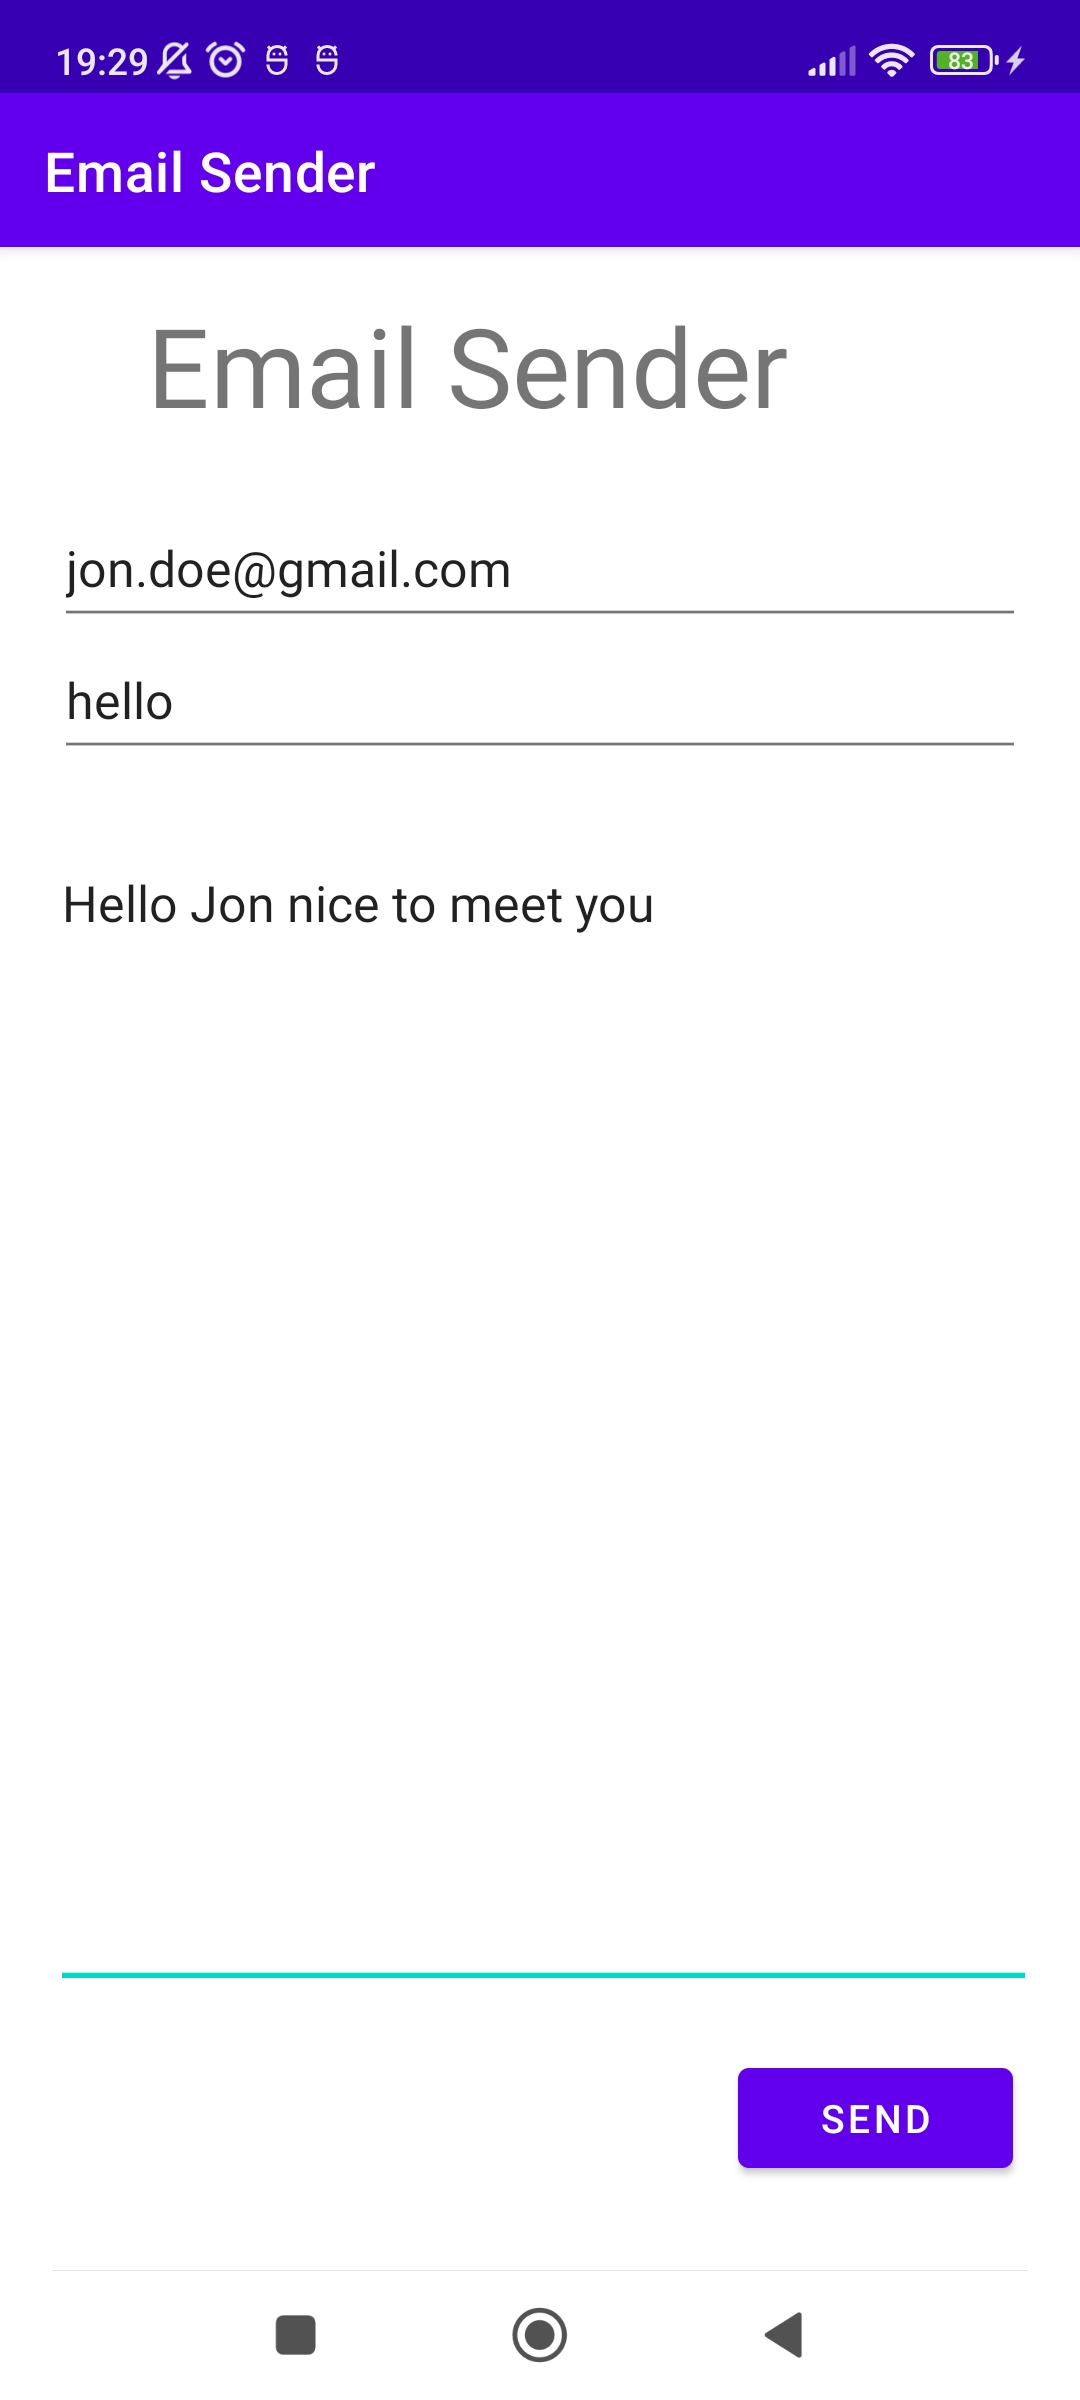 19:29
83
Email Sender
Email Sender
jon.doe@gmail.com
hello
Hello Jon nice to meet you
SEND